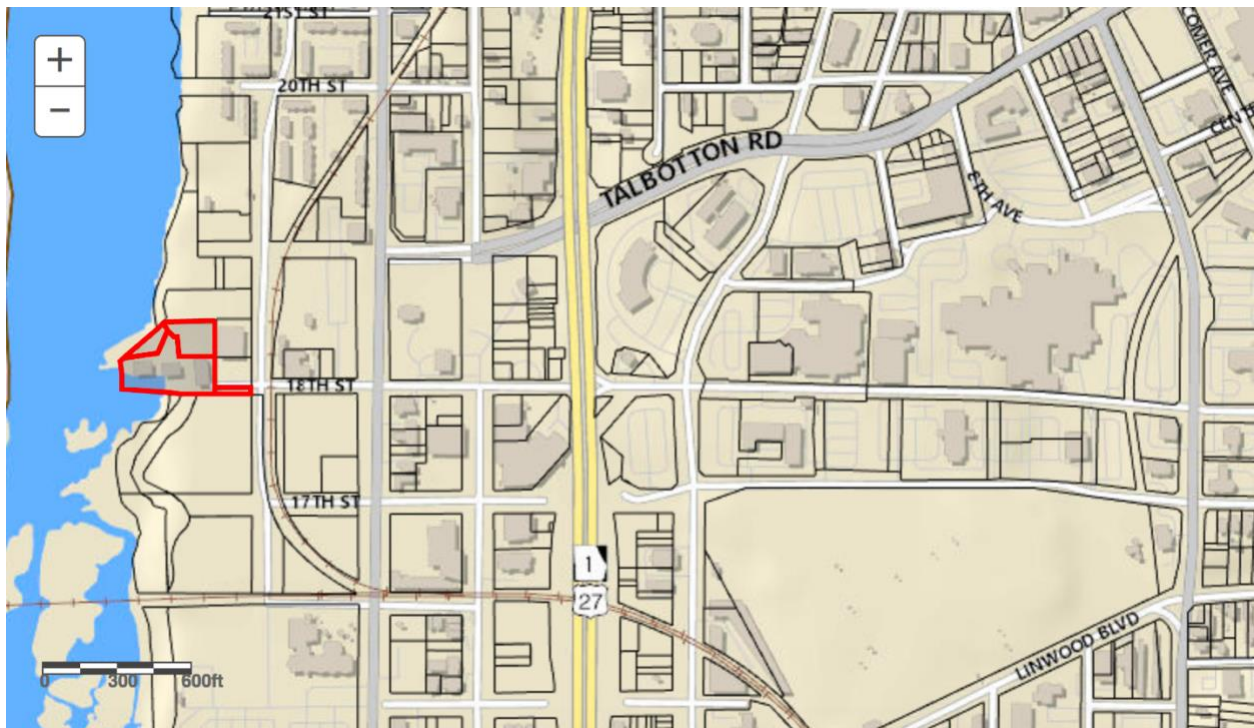 +
−
21ST ST
20TH ST
TALBOTTON RD
COMER AVE
6TH AVE
18TH ST
17TH ST
1
27
LINWOOD BLVD
0 300 600ft